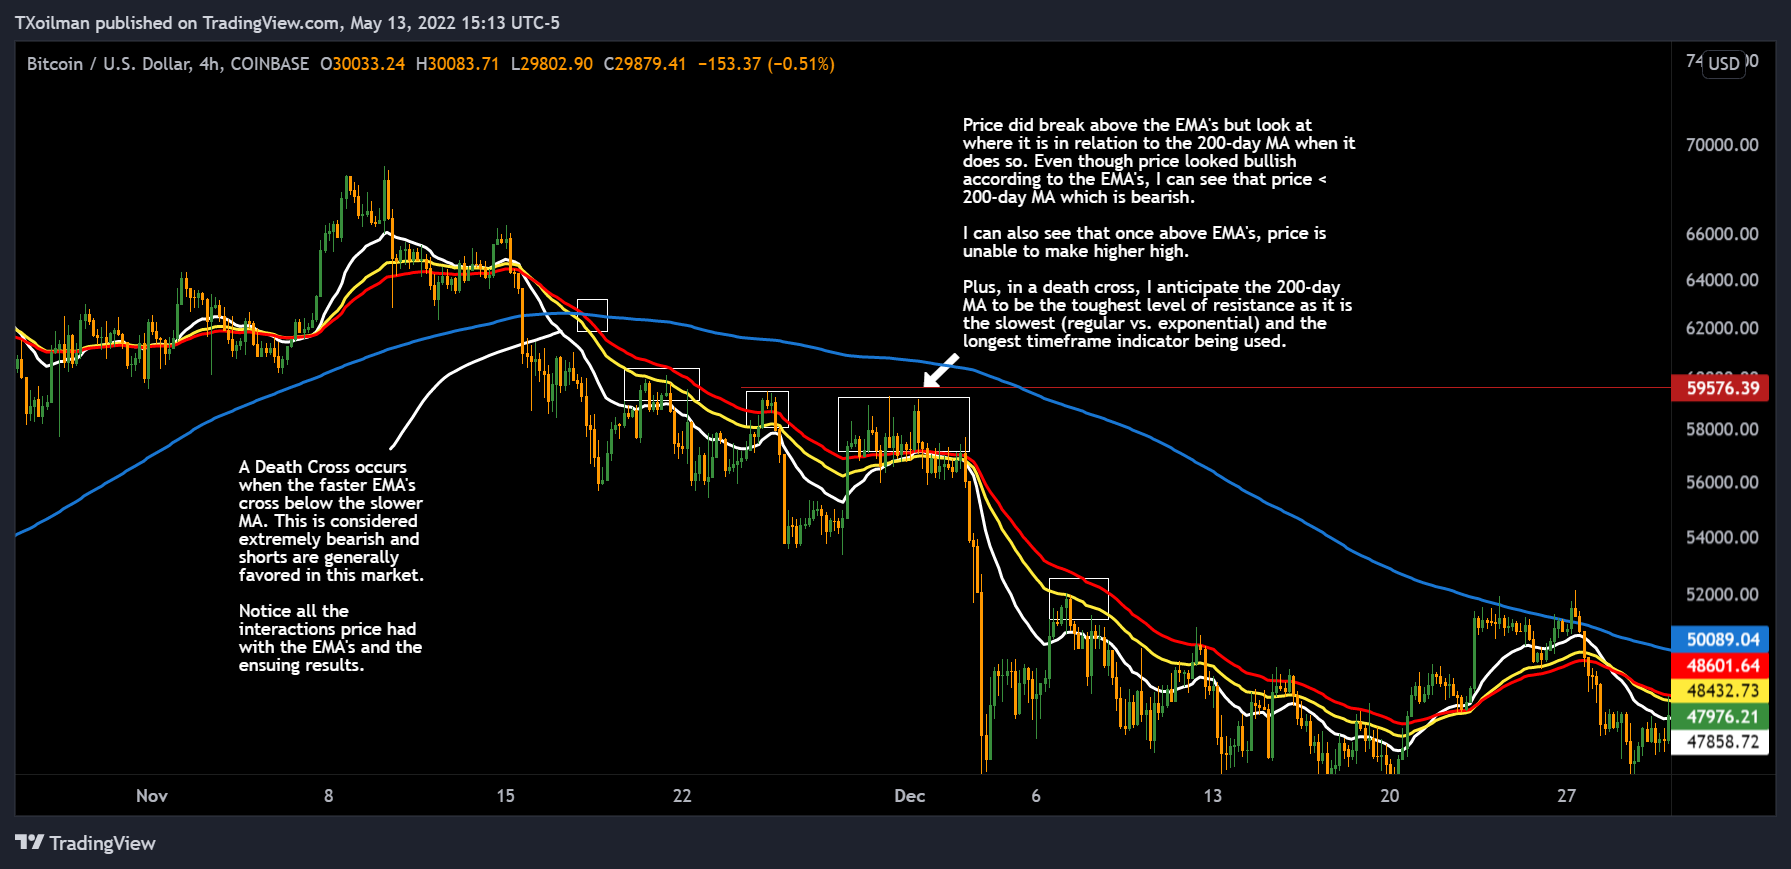 TXoilman published on TradingView.com, May 13, 2022 15:13 UTC-5
Bitcoin / U.S. Dollar, 4h, COINBASE O30033.24 H30083.71 L29802.90 C29879.41 −153.37 (−0.51%)
USD
Price did break above the EMA's but look at
where it is in relation to the 200-day MA when it
does so. Even though price looked bullish
according to the EMA's, I can see that price <
200-day MA which is bearish.
I can also see that once above EMA's, price is
unable to make higher high.
Plus, in a death cross, I anticipate the 200-day
MA to be the toughest level of resistance as it is
the slowest (regular vs. exponential) and the
longest timeframe indicator being used.
A Death Cross occurs
when the faster EMA's
cross below the slower
MA. This is considered
extremely bearish and
shorts are generally
favored in this market.
Notice all the
interactions price had
with the EMA's and the
ensuing results.
70000.00
66000.00
64000.00
62000.00
59576.39
58000.00
56000.00
54000.00
52000.00
50089.04
48601.64
48432.73
47976.21
47858.72
Nov 8 15 22 Dec 6 13 20 27
TradingView